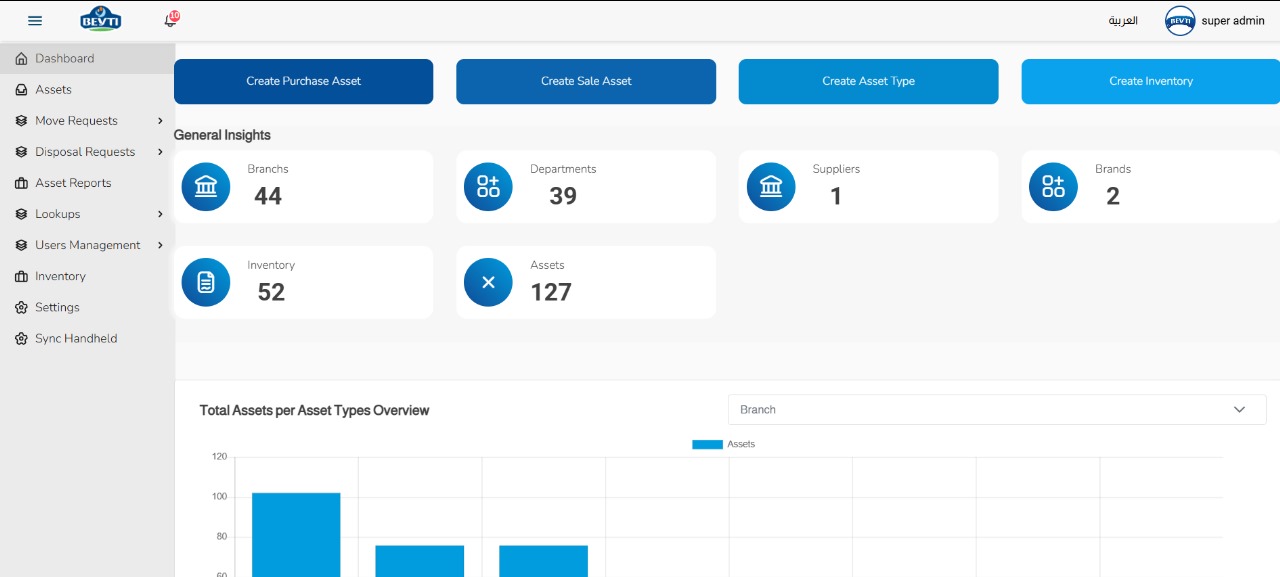 BEVTI
10
العربية
BEVTI
super admin
Dashboard
Assets
Move Requests
Disposal Requests
Asset Reports
Lookups
Users Management
Inventory
Settings
Sync Handheld
Create Purchase Asset
Create Sale Asset
Create Asset Type
Create Inventory
General Insights
Branchs
44
Departments
39
Suppliers
1
Brands
2
Inventory
52
Assets
127
Total Assets per Asset Types Overview
Branch
Assets
120
100
80
60